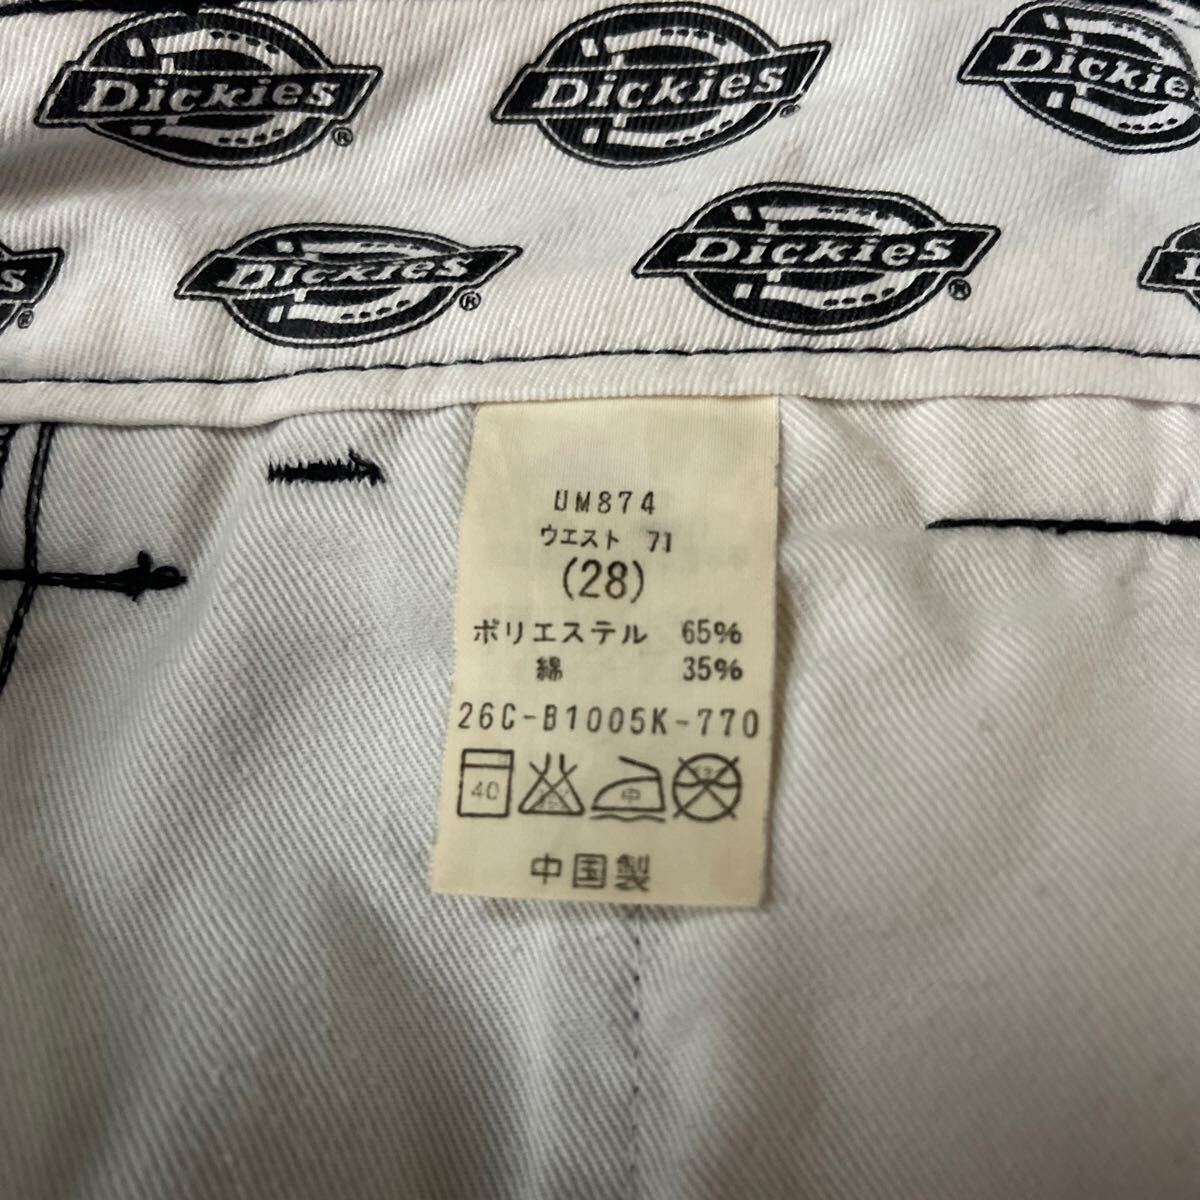 Dickies
®
Dickies
®
Dickies
Dickies
®
Dickies
®
®
UM874
ウエスト 71
(28)
ポリエステル 65%
綿 35%
26C-B1005K-770
40
中
中国製